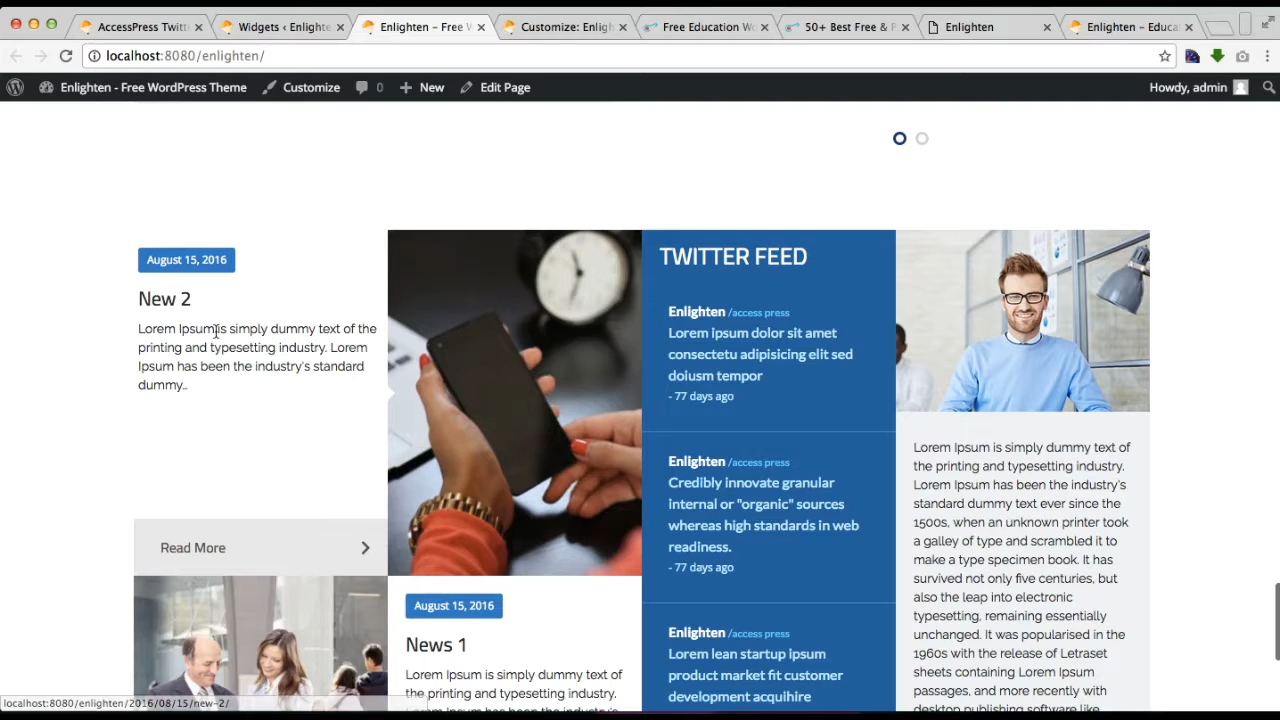 AccessPress Twitt
Widgets ‹ Enlighte
Enlighten – Free W
Customize: Enligh
Free Education Wo
50+ Best Free & P
Enlighten
Enlighten – Educa
localhost:8080/enlighten/
Enlighten - Free WordPress Theme
Customize
0
New
Edit Page
Howdy, admin
August 15, 2016
New 2
Lorem Ipsum is simply dummy text of the
printing and typesetting industry. Lorem
Ipsum has been the industry's standard
dummy...
Read More
August 15, 2016
News 1
Lorem Ipsum is simply dummy text of
the printing and typesetting industry.
TWITTER FEED
Enlighten /access press
Lorem ipsum dolor sit amet
consectetu adipisicing elit sed
doiusm tempor
- 77 days ago
Enlighten /access press
Credibly innovate granular
internal or "organic" sources
whereas high standards in web
readiness.
- 77 days ago
Enlighten /access press
Lorem lean startup ipsum
product market fit customer
development acquihire
Lorem Ipsum is simply dummy text of
the printing and typesetting industry.
Lorem Ipsum has been the industry's
standard dummy text ever since the
1500s, when an unknown printer took
a galley of type and scrambled it to
make a type specimen book. It has
survived not only five centuries, but
also the leap into electronic
typesetting, remaining essentially
unchanged. It was popularised in the
1960s with the release of Letraset
sheets containing Lorem Ipsum
passages, and more recently with
desktop publishing software like
localhost:8080/enlighten/2016/08/15/new-2/